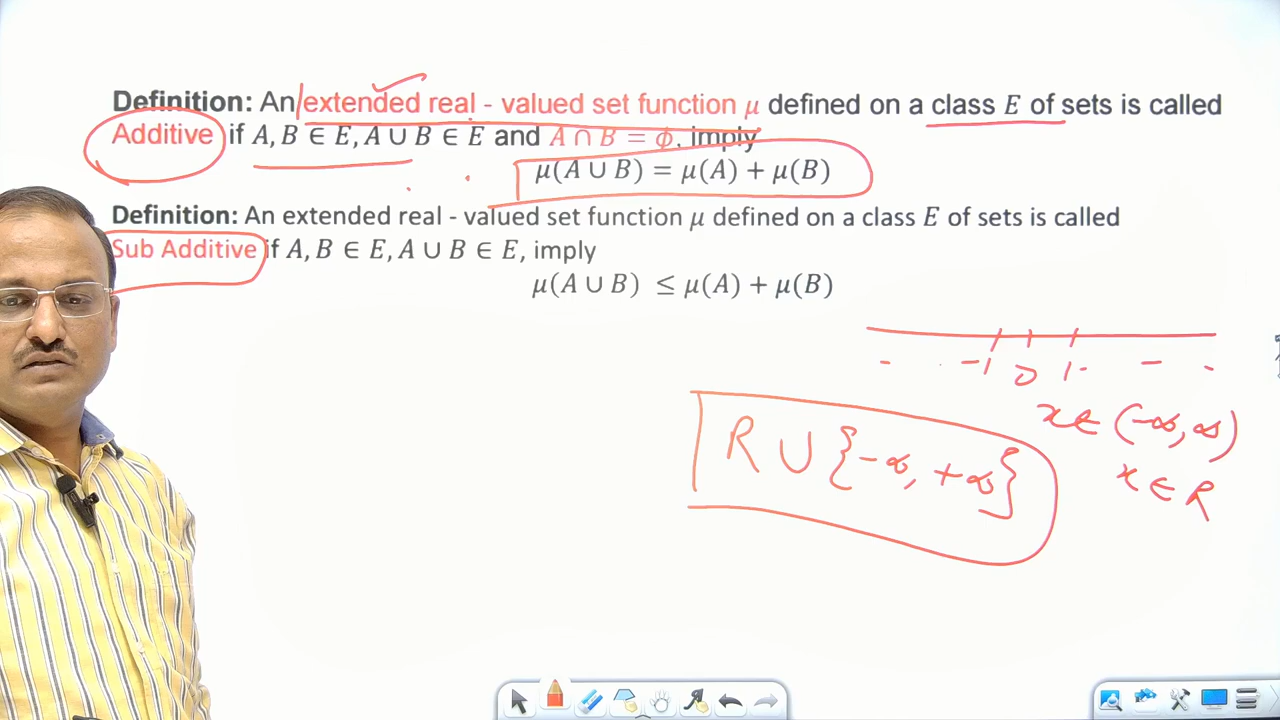 Definition: An extended real - valued set function μ defined on a class E of sets is called
Additive if A, B ∈ E, A ∪ B ∈ E and A ∩ B = ϕ, imply
μ(A ∪ B) = μ(A) + μ(B)
Definition: An extended real - valued set function μ defined on a class E of sets is called
Sub Additive if A, B ∈ E, A ∪ B ∈ E, imply
μ(A ∪ B) ≤ μ(A) + μ(B)
- -1 0 1 - - -
x ∈ (-∞, ∞)
R ∪ {-∞, +∞}
x ∈ R